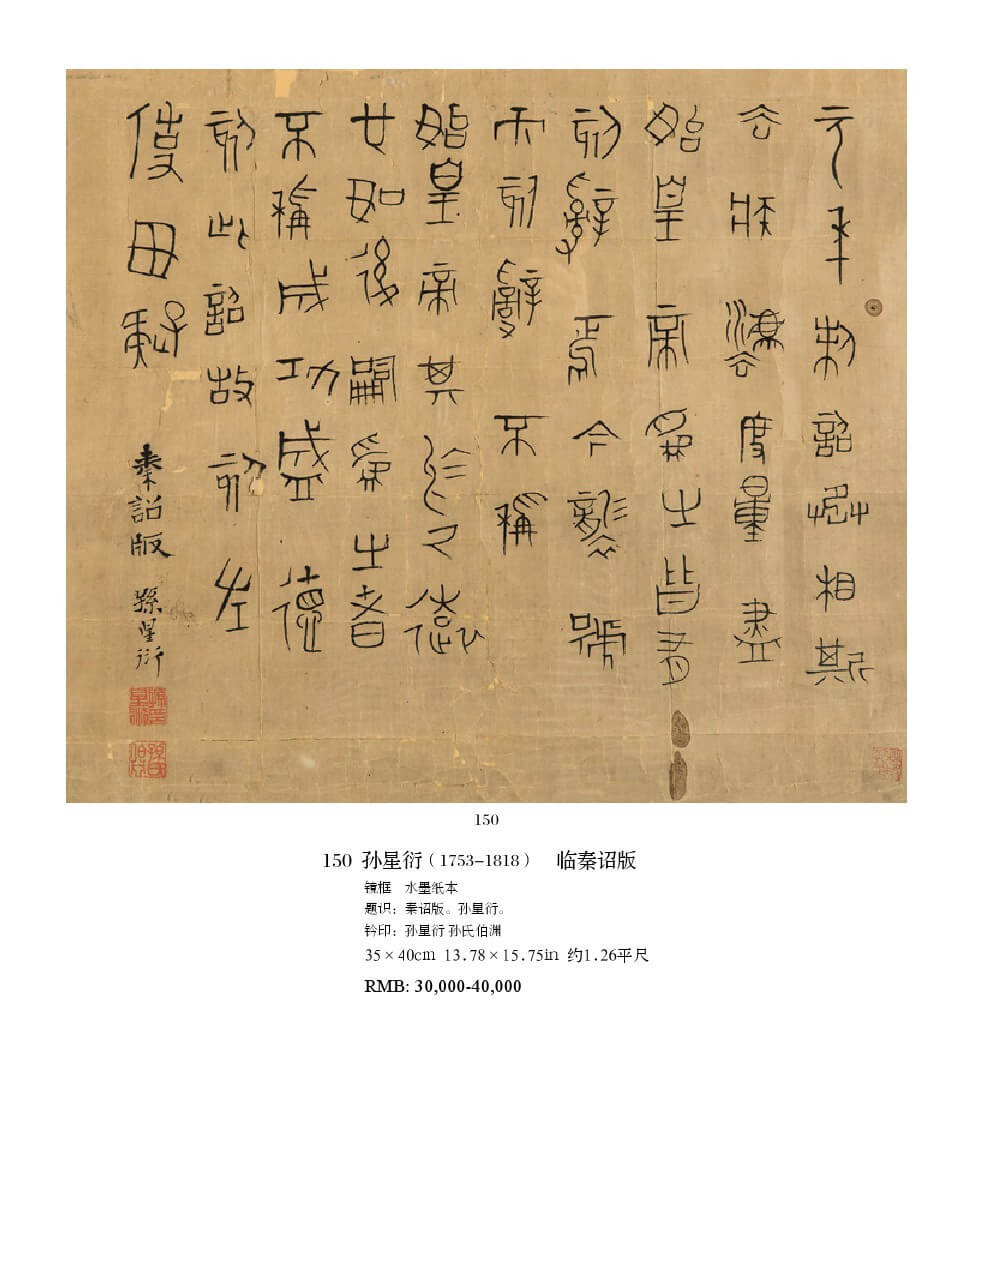 元年制詔丞相斯
去疾灋度量盡
始皇帝爲之皆有
刻辭焉今襲號
而刻辭不稱
始皇帝其於久遠
也如後嗣爲之者
不稱成功盛德
刻此詔故刻左
使毋疑
秦詔版 孫星衍
150
150 孙星衍（1753-1818） 临秦诏版
镜框 水墨纸本
题识：秦诏版。孙星衍。
钤印：孙星衍 孙氏伯渊
35×40cm 13.78×15.75in 约1.26平尺
RMB: 30,000-40,000